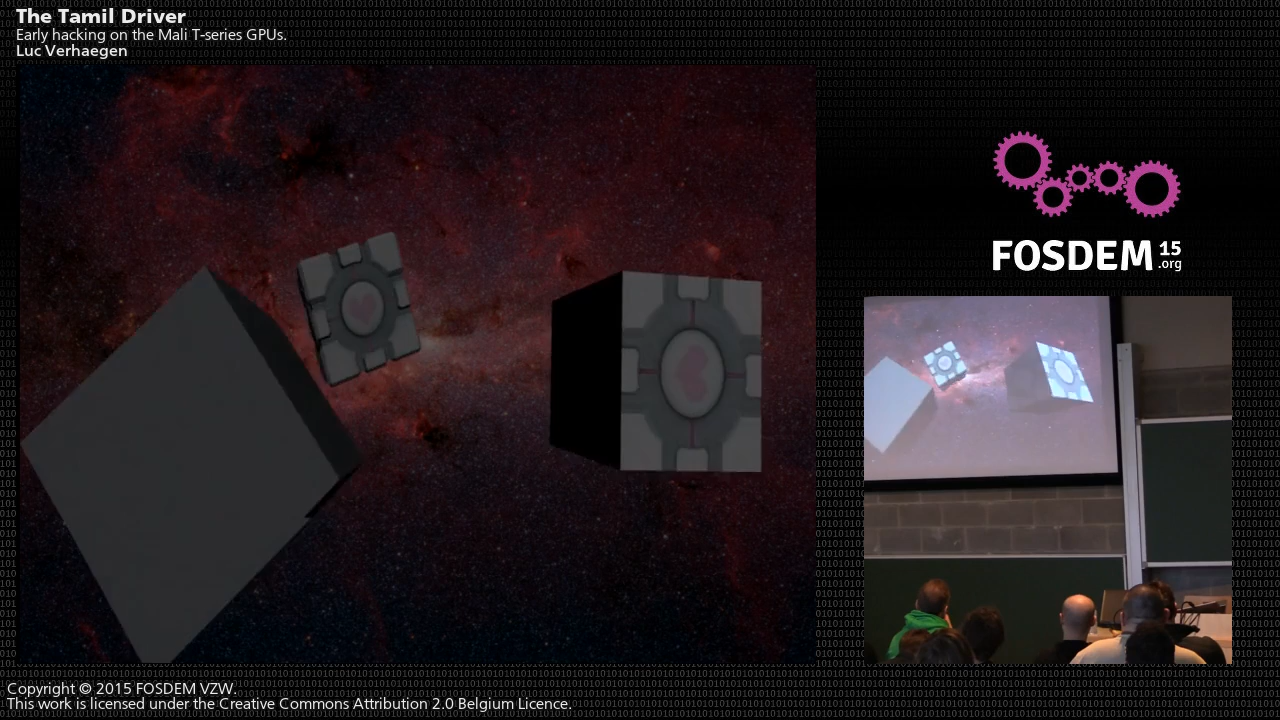 The Tamil Driver
Early hacking on the Mali T-series GPUs.
Luc Verhaegen
FOSDEM 15
.org
Copyright © 2015 FOSDEM VZW.
This work is licensed under the Creative Commons Attribution 2.0 Belgium Licence.